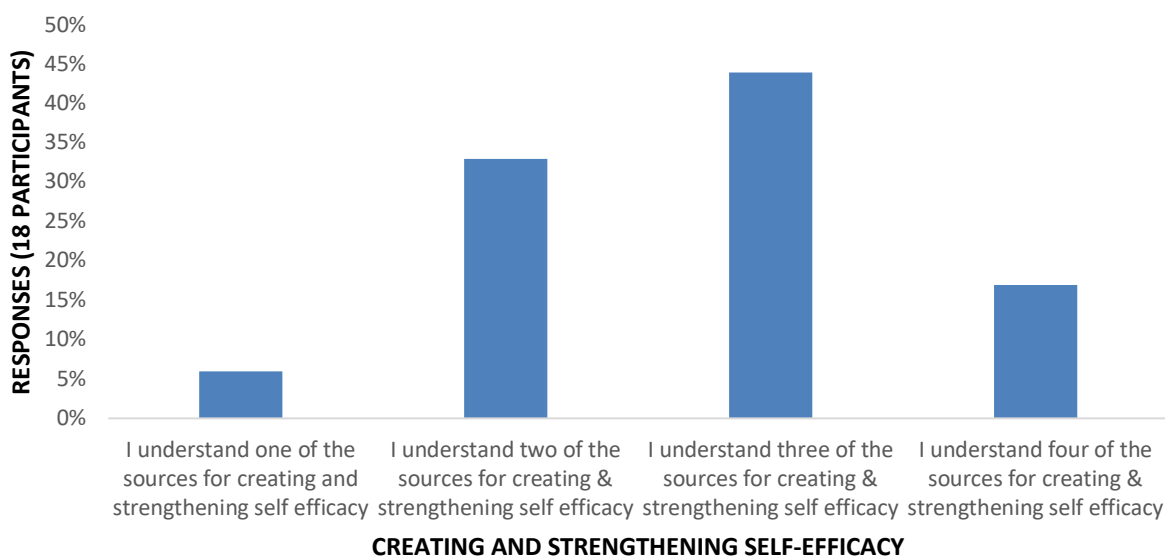 50%
45%
40%
35%
30%
25%
20%
15%
10%
5%
0%
RESPONSES (18 PARTICIPANTS)
I understand one of the
sources for creating and
strengthening self efficacy
I understand two of the
sources for creating &
strengthening self efficacy
I understand three of the
sources for creating &
strengthening self efficacy
I understand four of the
sources for creating &
strengthening self efficacy
CREATING AND STRENGTHENING SELF-EFFICACY